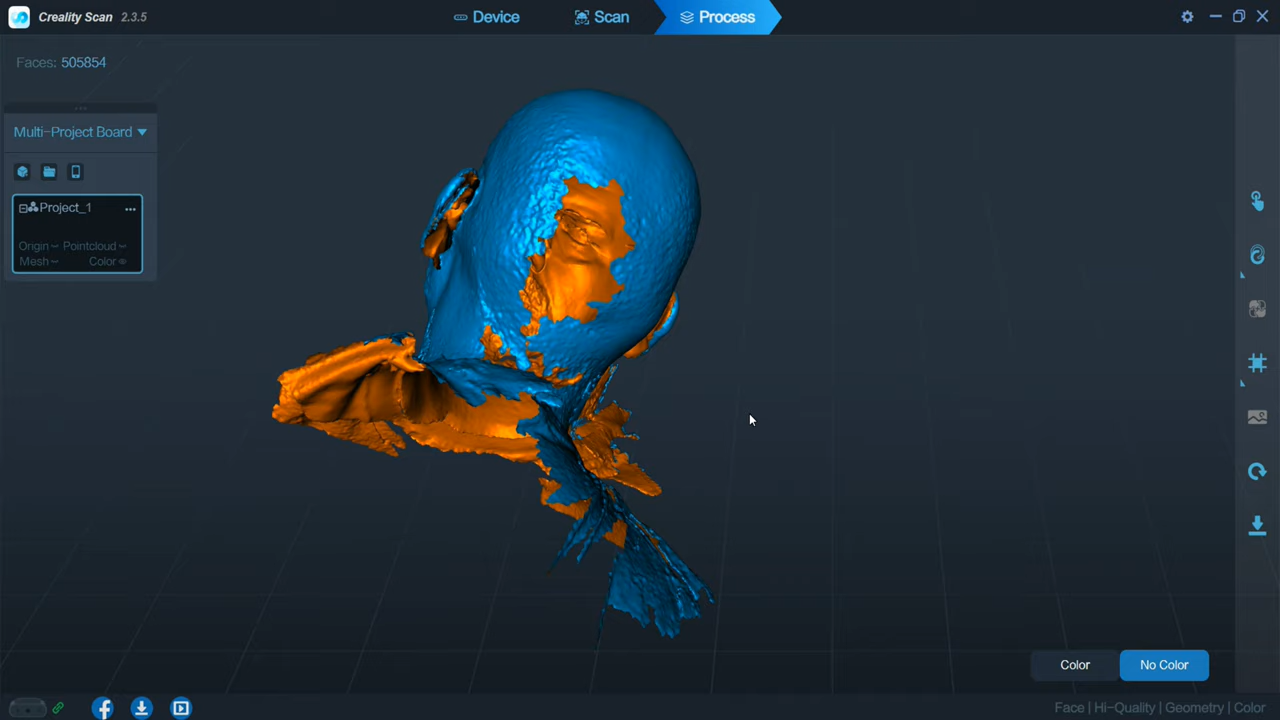 Creality Scan 2.3.5
Device
Scan
Process
Faces: 505854
Multi-Project Board
Project_1
Origin Pointcloud
Mesh Color
Color
No Color
Face | Hi-Quality | Geometry | Color